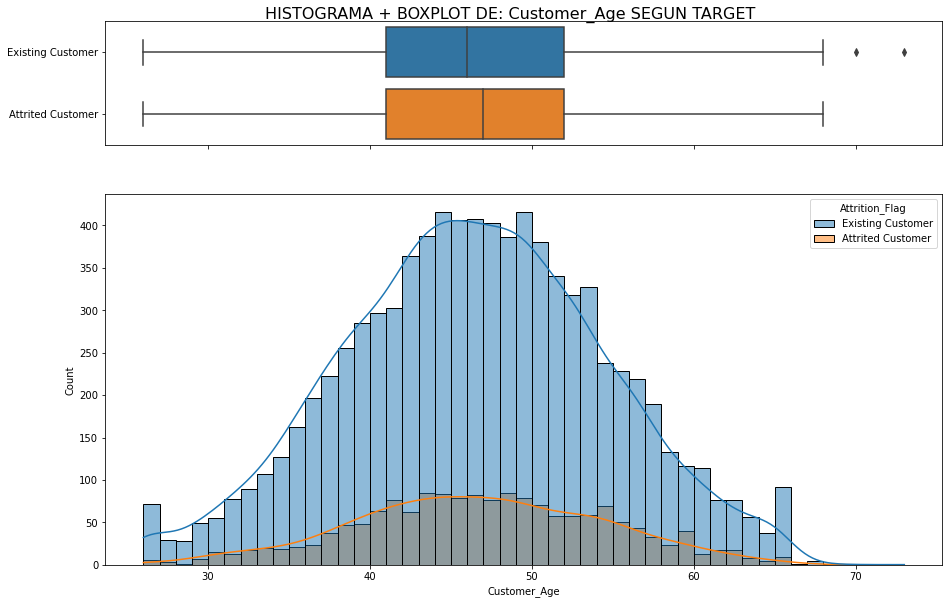 HISTOGRAMA + BOXPLOT DE: Customer_Age SEGUN TARGET
Existing Customer
Attrited Customer
Attrition_Flag
Existing Customer
Attrited Customer
400
350
300
250
200
150
100
50
0
Count
30 40 50 60 70
Customer_Age